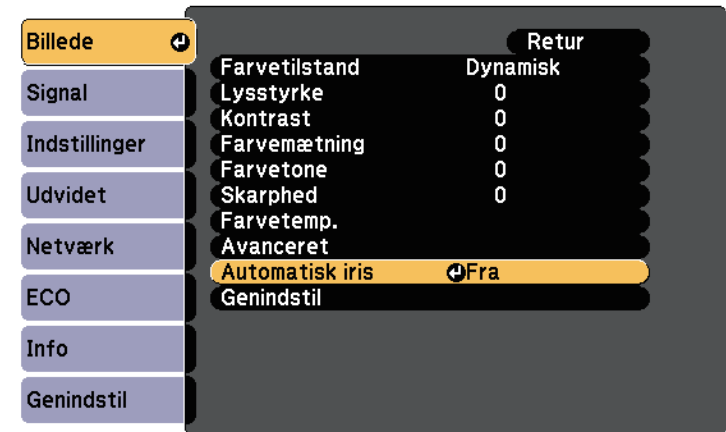 Billede
Signal
Indstillinger
Udvidet
Netværk
ECO
Info
Genindstil
Retur
Farvetilstand Dynamisk
Lysstyrke 0
Kontrast 0
Farvemætning 0
Farvetone 0
Skarphed 0
Farvetemp.
Avanceret
Automatisk iris Fra
Genindstil